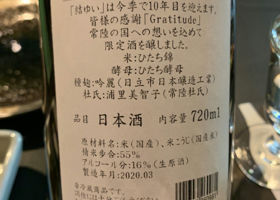 「結ゆい」は今季で10年目を迎えます。
皆様の感謝「Gratitude」
常陸の国への想いを込めて
限定酒を醸しました。
米:ひたち錦
酵母:ひたち酵母
種麹:吟麗(日立市日本醸造工業)
杜氏:浦里美智子(常陸杜氏)
品目 日本酒 内容量 720ml
原材料名:米(国産)、米こうじ(国産米)
精米歩合:55%
アルコール分:16%(生原酒)
製造年月:2020.03